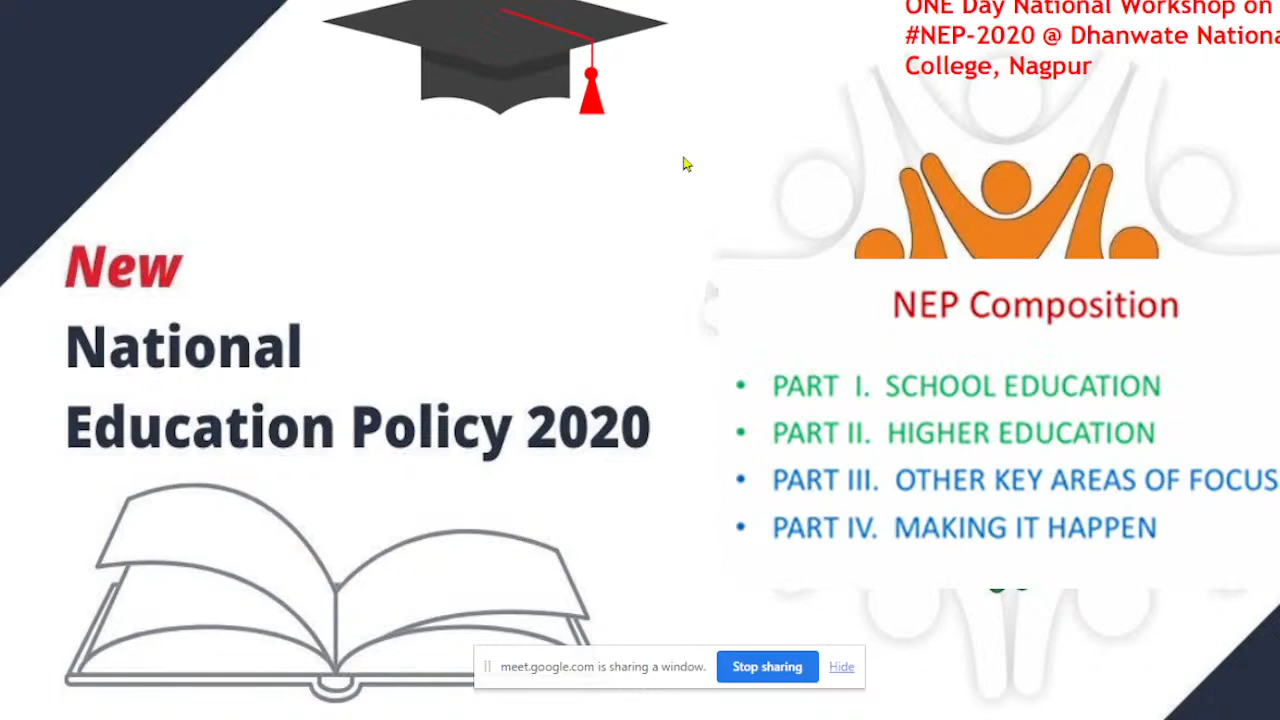 ONE Day National Workshop on
#NEP-2020 @ Dhanwate Nationa
College, Nagpur
New
National
Education Policy 2020
NEP Composition
• PART I. SCHOOL EDUCATION
• PART II. HIGHER EDUCATION
• PART III. OTHER KEY AREAS OF FOCUS
• PART IV. MAKING IT HAPPEN
meet.google.com is sharing a window. Stop sharing Hide